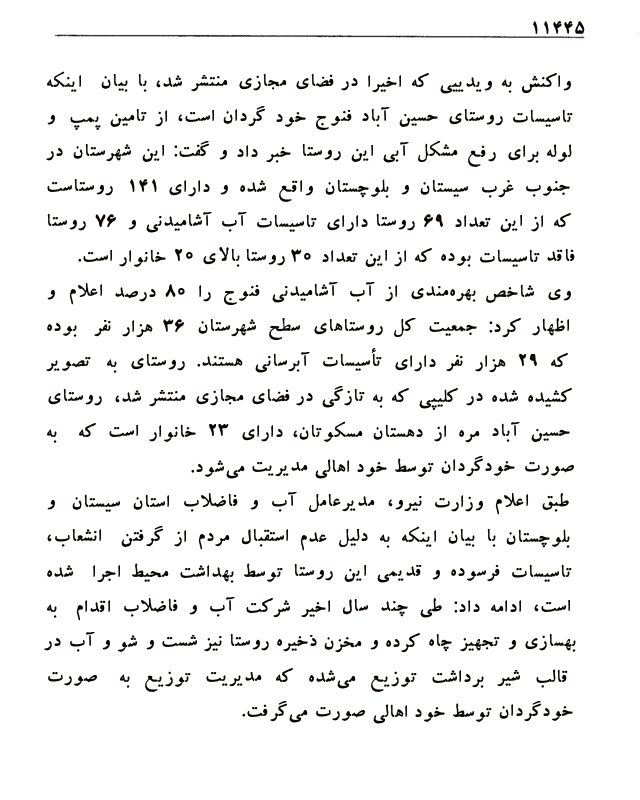 ۱۱۴۴۵
واکنش به ویدیی که اخیرا در فضای مجازی منتشر شد، با بیان اینکه
تاسیسات روستای حسین آباد فنوج خود گردان است، از تامین پمپ و
لوله برای رفع مشکل آبی این روستا خبر داد و گفت: این شهرستان در
جنوب غرب سیستان و بلوچستان واقع شده و دارای ۱۴۱ روستاست
که از این تعداد ۶۹ روستا دارای تاسیسات آب آشامیدنی و ۷۶ روستا
فاقد تاسیسات بوده که از این تعداد ۳۰ روستا بالای ۲۰ خانوار است.
وی شاخص بهره‌مندی از آب آشامیدنی فنوج را ۸۰ درصد اعلام و
اظهار کرد: جمعیت کل روستاهای سطح شهرستان ۳۶ هزار نفر بوده
که ۲۹ هزار نفر دارای تأسیسات آبرسانی هستند. روستای به تصویر
کشیده شده در کلیپی که به تازگی در فضای مجازی منتشر شد، روستای
حسین آباد مره از دهستان مسکوتان، دارای ۲۳ خانوار است که به
صورت خودگردان توسط خود اهالی مدیریت می‌شود.
طبق اعلام وزارت نیرو، مدیرعامل آب و فاضلاب استان سیستان و
بلوچستان با بیان اینکه به دلیل عدم استقبال مردم از گرفتن انشعاب،
تاسیسات فرسوده و قدیمی این روستا توسط بهداشت محیط اجرا شده
است، ادامه داد: طی چند سال اخیر شرکت آب و فاضلاب اقدام به
بهسازی و تجهیز چاه کرده و مخزن ذخیره روستا نیز شست و شو و آب در
قالب شیر برداشت توزیع می‌شده که مدیریت توزیع به صورت
خودگردان توسط خود اهالی صورت می‌گرفت.